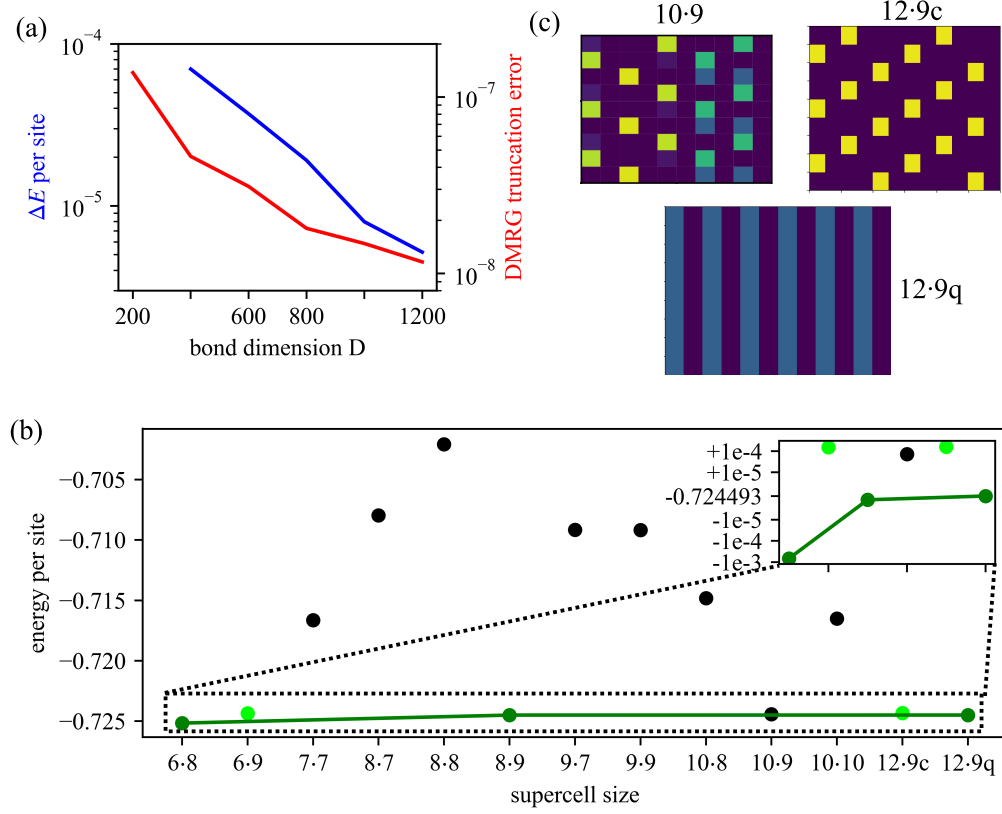 (a)
10⁻⁴
10⁻⁵
ΔE per site
10⁻⁷
10⁻⁸
DMRG truncation error
200
600
800
1200
bond dimension D
(c)
10·9
12·9c
12·9q
(b)
−0.705
−0.710
−0.715
−0.720
−0.725
energy per site
+1e-4
+1e-5
-0.724493
-1e-5
-1e-4
-1e-3
6·8
6·9
7·7
8·7
8·8
8·9
9·7
9·9
10·8
10·9
10·10
12·9c
12·9q
supercell size